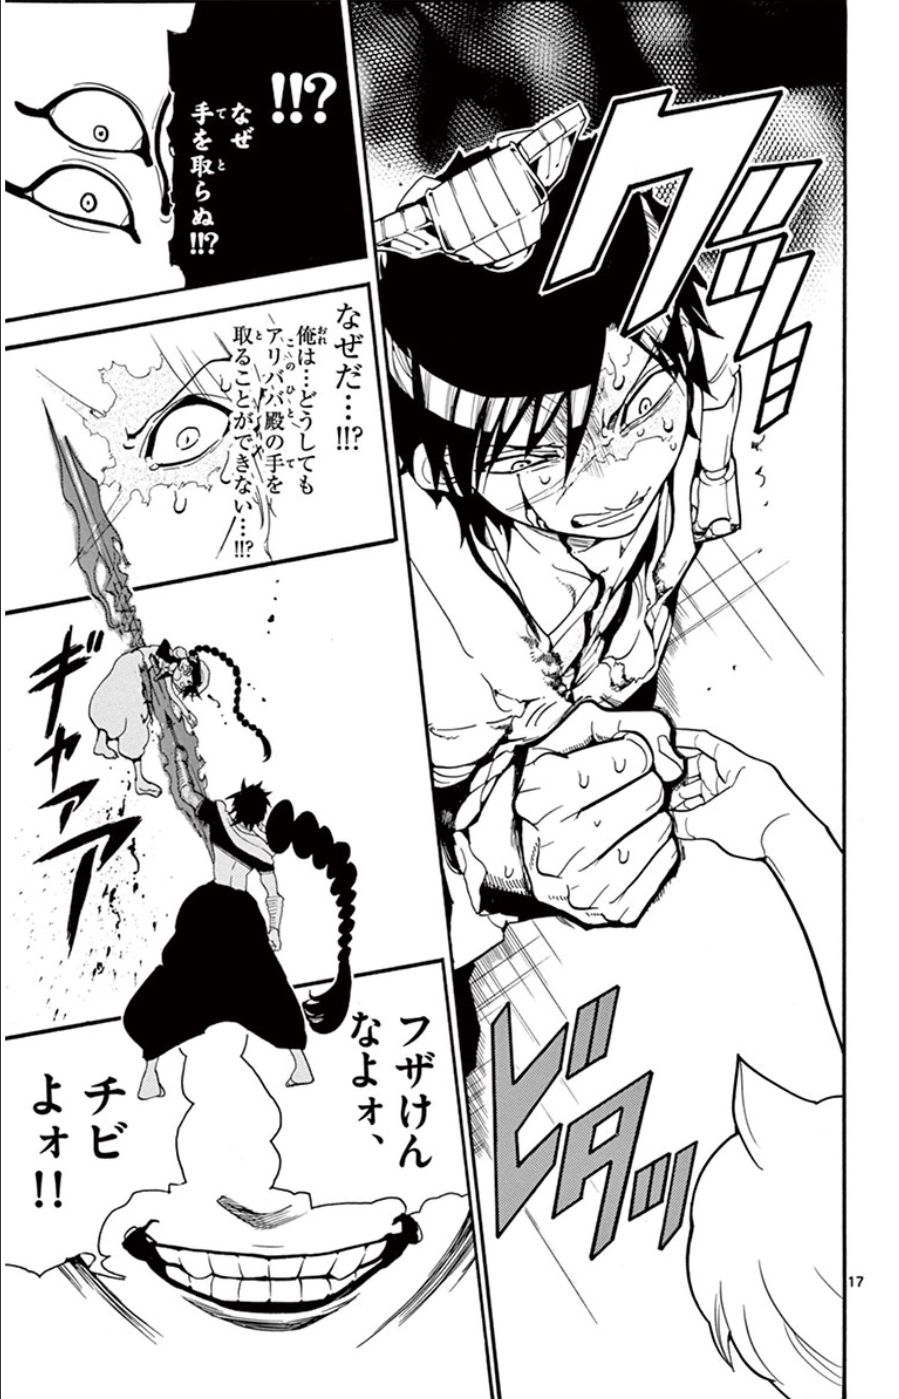 クッ…
ビタッ
!!?
なぜ
手を取らぬ!!?
なぜだ…!!?
俺は…どうしても
アリババ殿の手を
取ることができない…!!?
ギャアア
フザけん
なよォ、
チビ
よォ!!
17